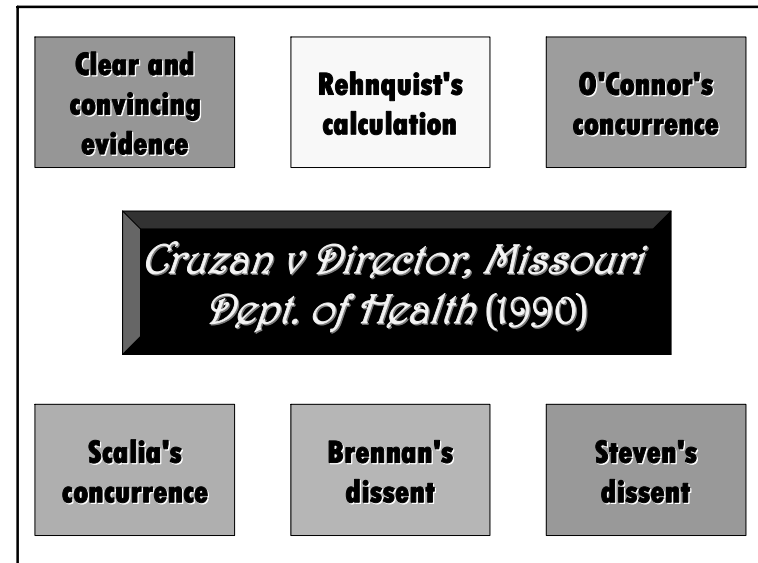 Clear and
convincing
evidence
Rehnquist's
calculation
O'Connor's
concurrence
Cruzan v Director, Missouri
Dept. of Health (1990)
Scalia's
concurrence
Brennan's
dissent
Steven's
dissent